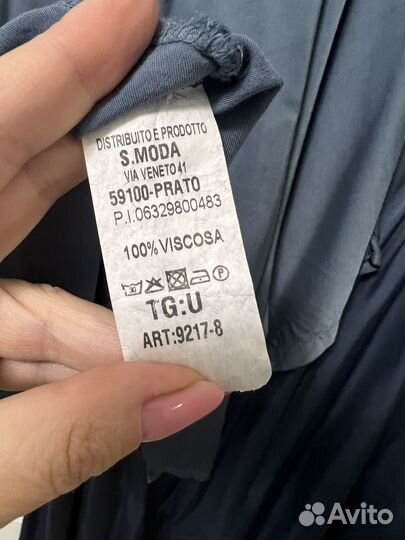 DISTRIBUITO E PRODOTTO
S.MODA
VIA VENETO 41
59100-PRATO
P.I.06329800483
100%VISCOSA
TG:U
ART:9217-8
Avito